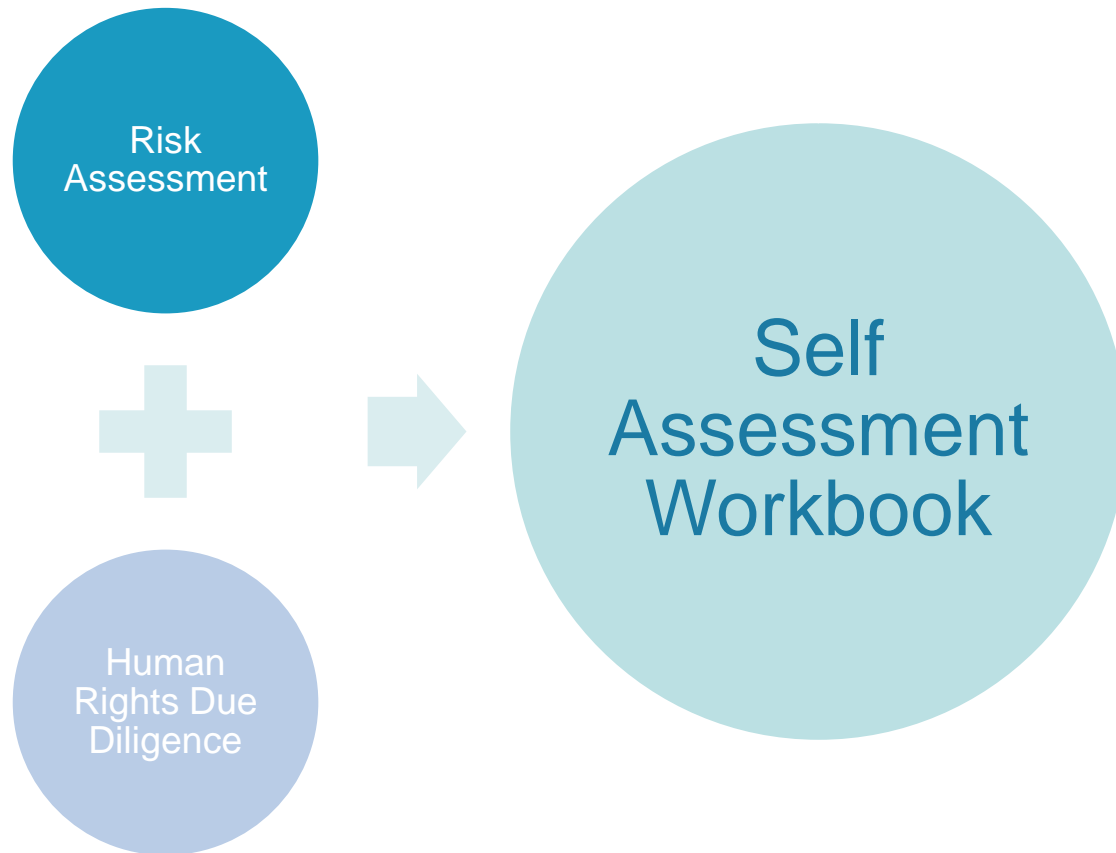 Risk
Assessment
Human
Rights Due
Diligence
Self
Assessment
Workbook